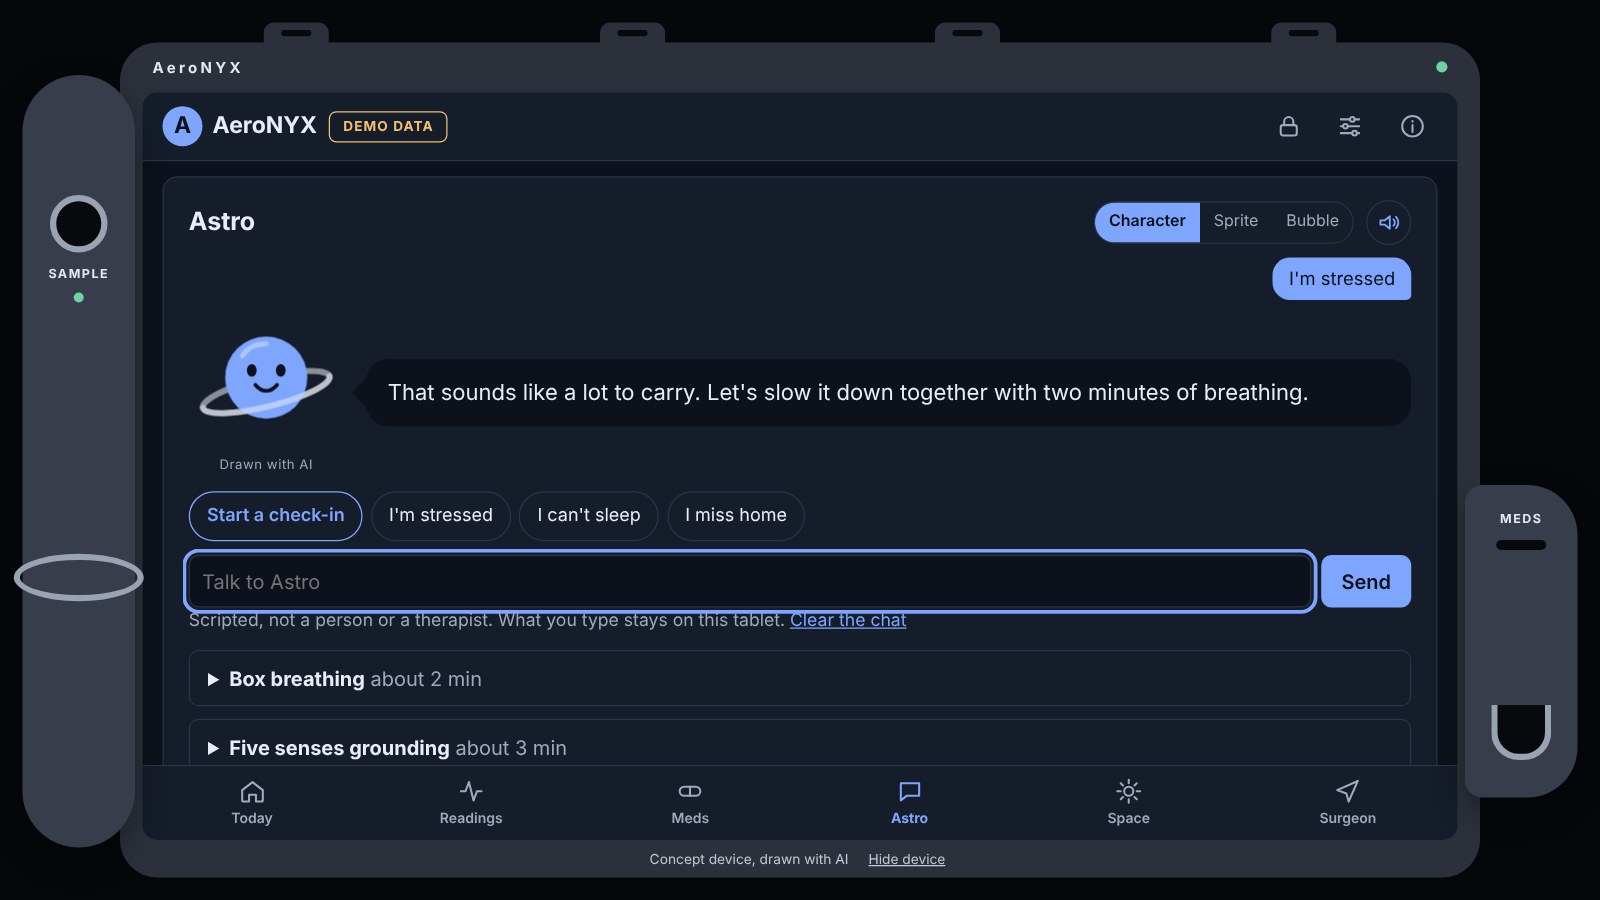 AeroNYX
A AeroNYX DEMO DATA
SAMPLE
Astro
Character Sprite Bubble
I'm stressed
That sounds like a lot to carry. Let's slow it down together with two minutes of breathing.
Drawn with AI
Start a check-in I'm stressed I can't sleep I miss home
Talk to Astro Send
Scripted, not a person or a therapist. What you type stays on this tablet. Clear the chat
Box breathing about 2 min
Five senses grounding about 3 min
MEDS
Today Readings Meds Astro Space Surgeon
Concept device, drawn with AI Hide device